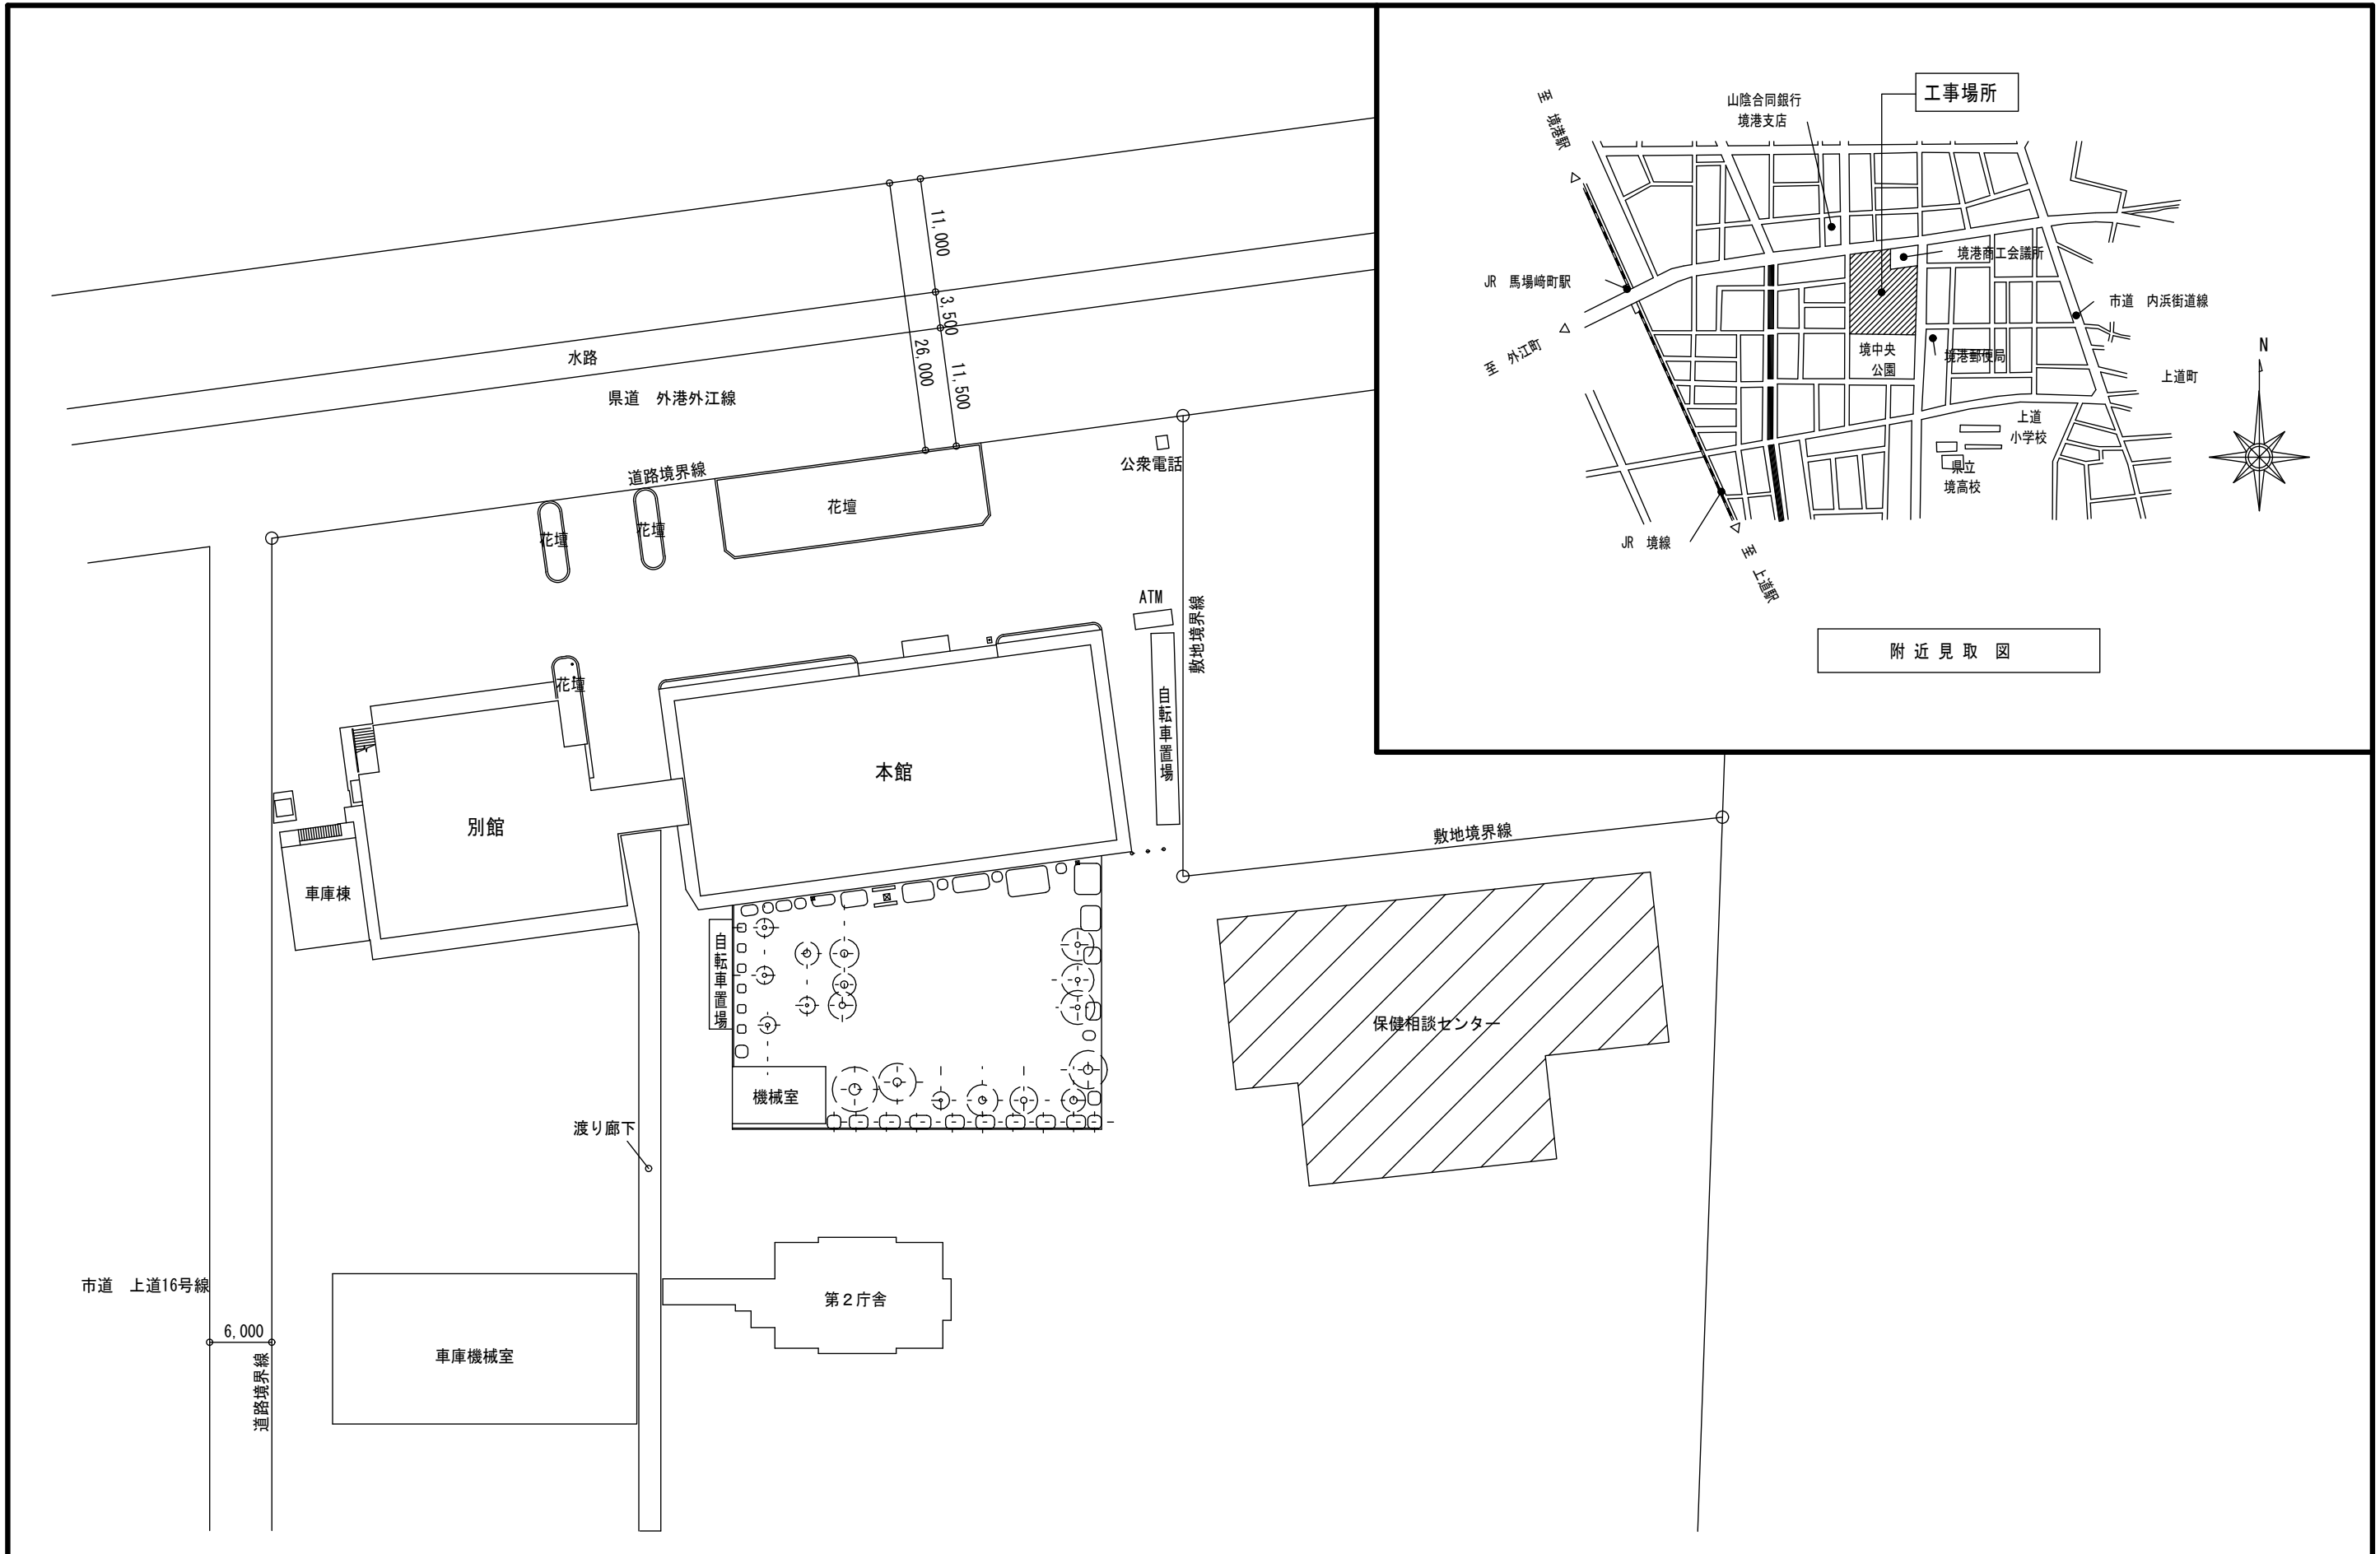 工事場所
山陰合同銀行
境港支店
至　境港駅
JR　馬場﨑町駅
至　外江町
境港商工会議所
市道　内浜街道線
境中央
公園
境港郵便局
上道町
N
上道
小学校
県立
境高校
JR　境線
至　上道駅
附 近 見 取 図
11,000
3,500
26,000
11,500
水路
県道　外港外江線
道路境界線
公衆電話
花壇
花壇
花壇
ATM
敷地境界線
自転車置場
花壇
本館
別館
敷地境界線
車庫棟
自転車置場
保健相談センター
機械室
渡り廊下
市道　上道16号線
第２庁舎
6,000
道路境界線
車庫機械室